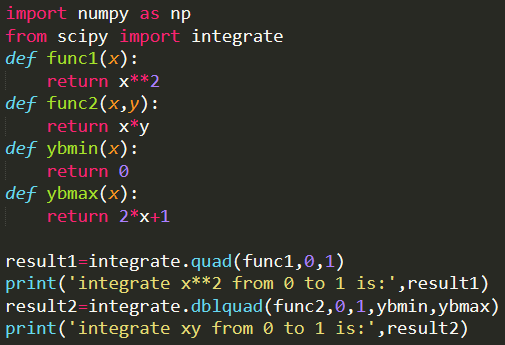 import numpy as np
from scipy import integrate
def func1(x):
    return x**2
def func2(x,y):
    return x*y
def ybmin(x):
    return 0
def ybmax(x):
    return 2*x+1

result1=integrate.quad(func1,0,1)
print('integrate x**2 from 0 to 1 is:',result1)
result2=integrate.dblquad(func2,0,1,ybmin,ybmax)
print('integrate xy from 0 to 1 is:',result2)